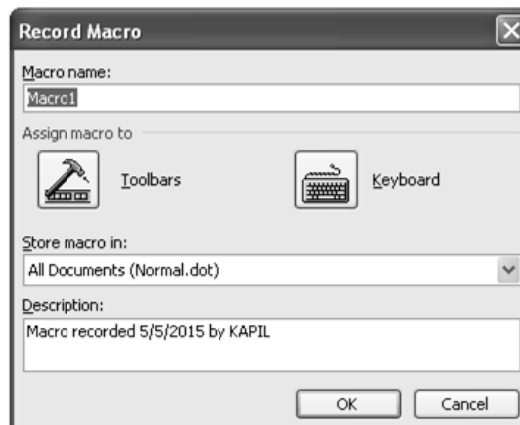 Record Macro
Macro name:
Macro1
Assign macro to
Toolbars
Keyboard
Store macro in:
All Documents (Normal.dot)
Description:
Macro recorded 5/5/2015 by KAPIL
OK
Cancel